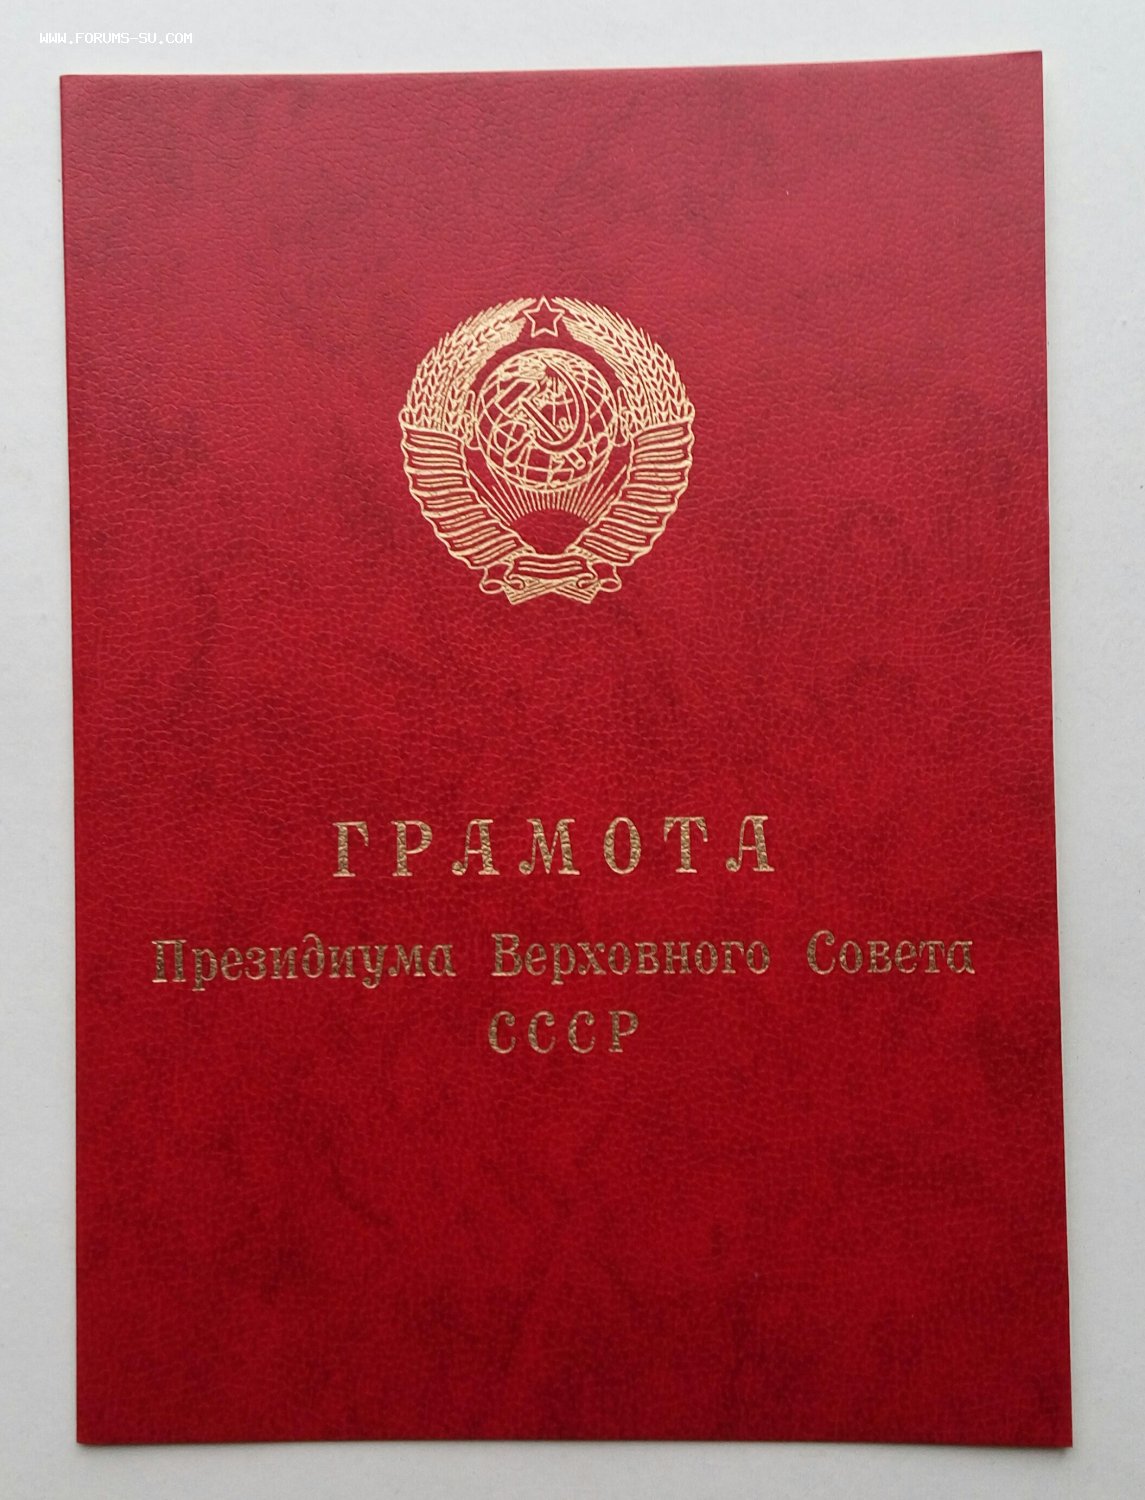 WWW.FORUMS-SU.COM
ГРАМОТА
Президиума Верховного Совета
СССР